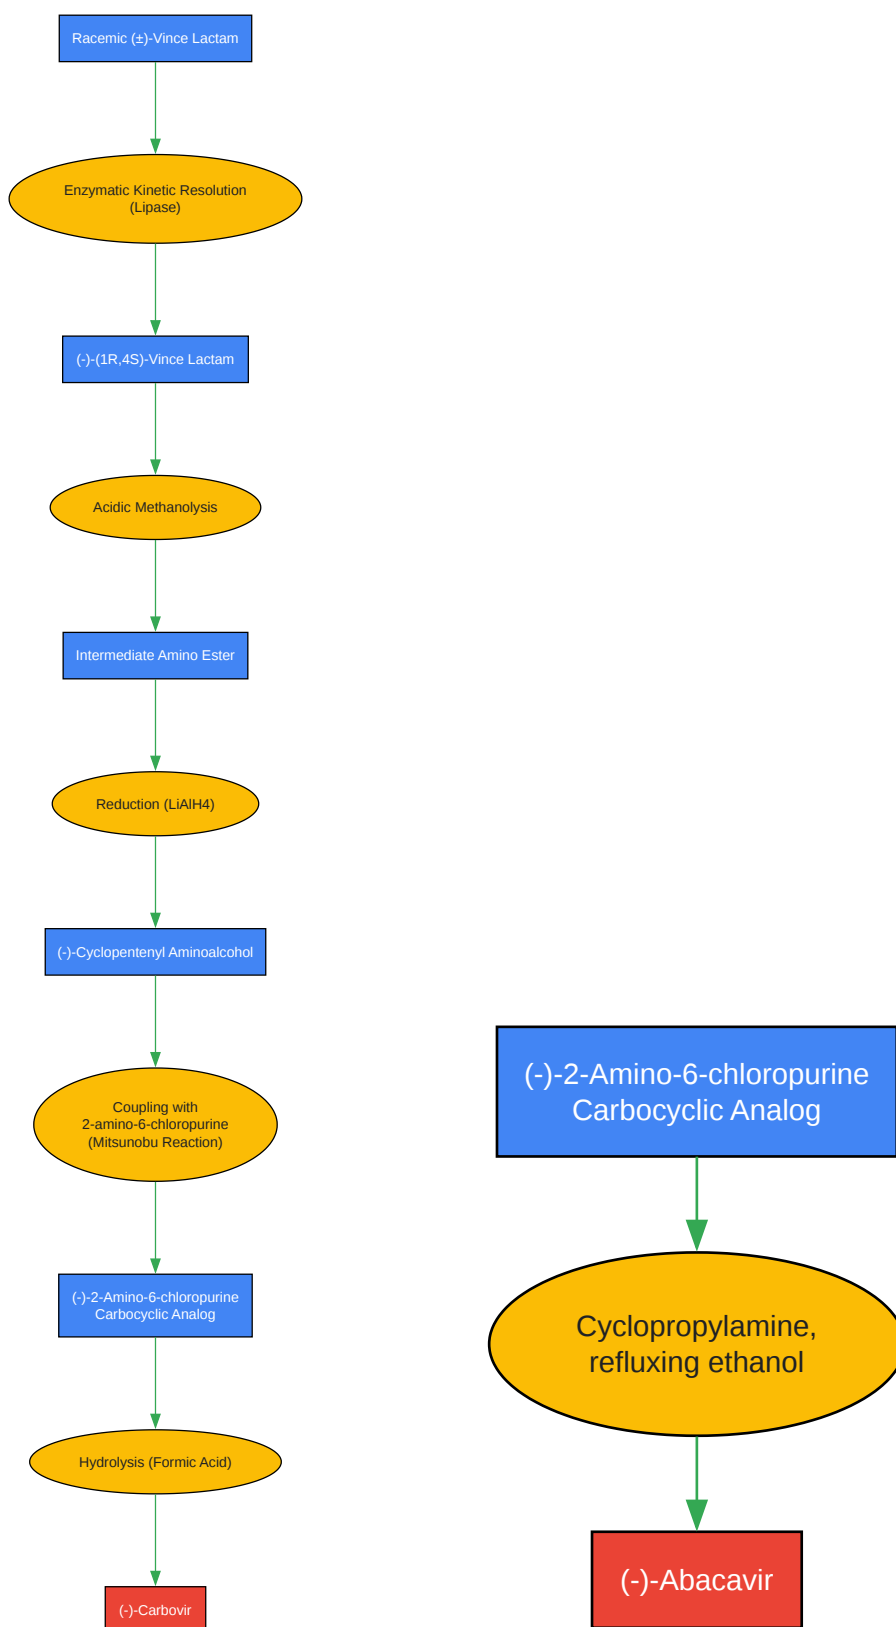 Racemic (±)-Vince Lactam
Enzymatic Kinetic Resolution
(Lipase)
(-)-(1R,4S)-Vince Lactam
Acidic Methanolysis
Intermediate Amino Ester
Reduction (LiAlH4)
(-)-Cyclopentenyl Aminoalcohol
Coupling with
2-amino-6-chloropurine
(Mitsunobu Reaction)
(-)-2-Amino-6-chloropurine
Carbocyclic Analog
Hydrolysis (Formic Acid)
(-)-Carbovir
(-)-2-Amino-6-chloropurine
Carbocyclic Analog
Cyclopropylamine,
refluxing ethanol
(-)-Abacavir